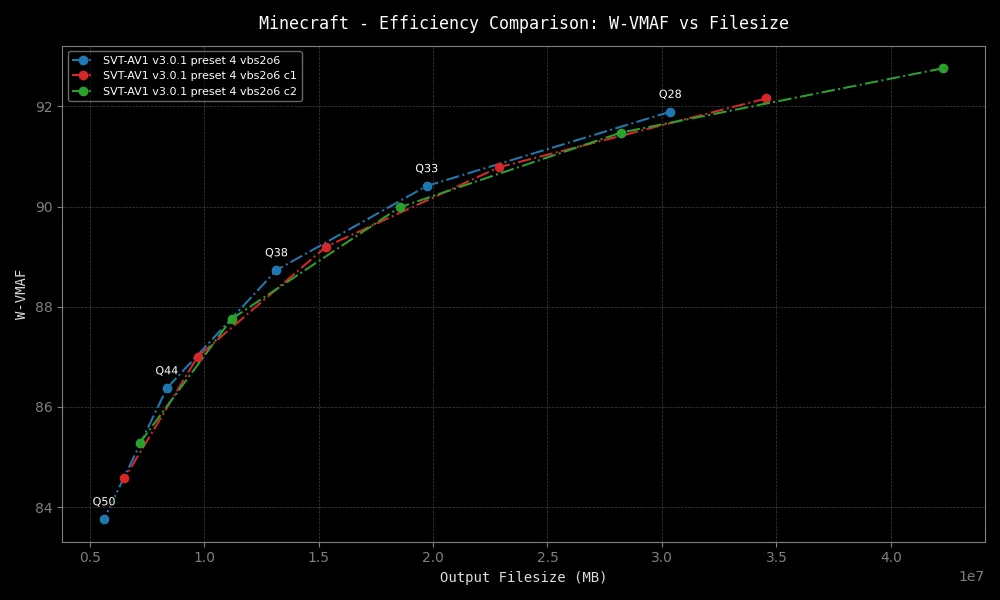 Minecraft - Efficiency Comparison: W-VMAF vs Filesize
SVT-AV1 v3.0.1 preset 4 vbs2o6
SVT-AV1 v3.0.1 preset 4 vbs2o6 c1
SVT-AV1 v3.0.1 preset 4 vbs2o6 c2
Q28
92
Q33
90
Q38
88
Q44
86
Q50
84
W-VMAF
0.5 1.0 1.5 2.0 2.5 3.0 3.5 4.0
1e7
Output Filesize (MB)